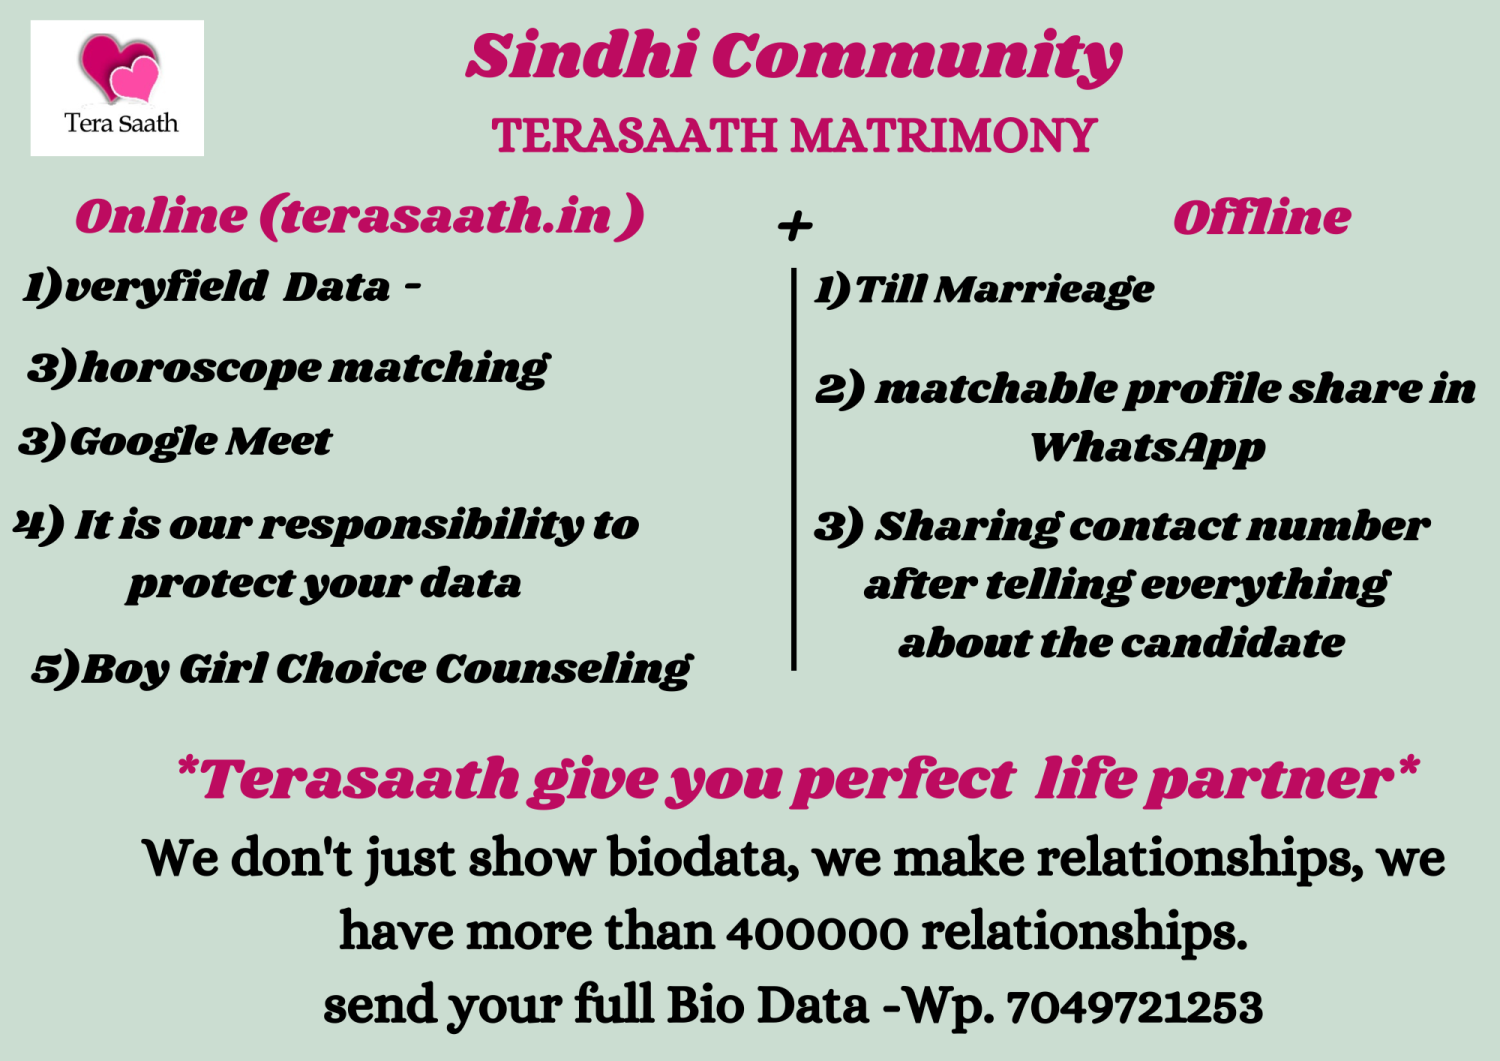 Tera Saath
Sindhi Community
TERASAATH MATRIMONY
Online (terasaath.in )
+
Offline
1)veryfield Data -
3)horoscope matching
3)Google Meet
4) It is our responsibility to
protect your data
5)Boy Girl Choice Counseling
1)Till Marrieage
2) matchable profile share in
WhatsApp
3) Sharing contact number
after telling everything
about the candidate
*Terasaath give you perfect life partner*
We don't just show biodata, we make relationships, we
have more than 400000 relationships.
send your full Bio Data -Wp. 7049721253